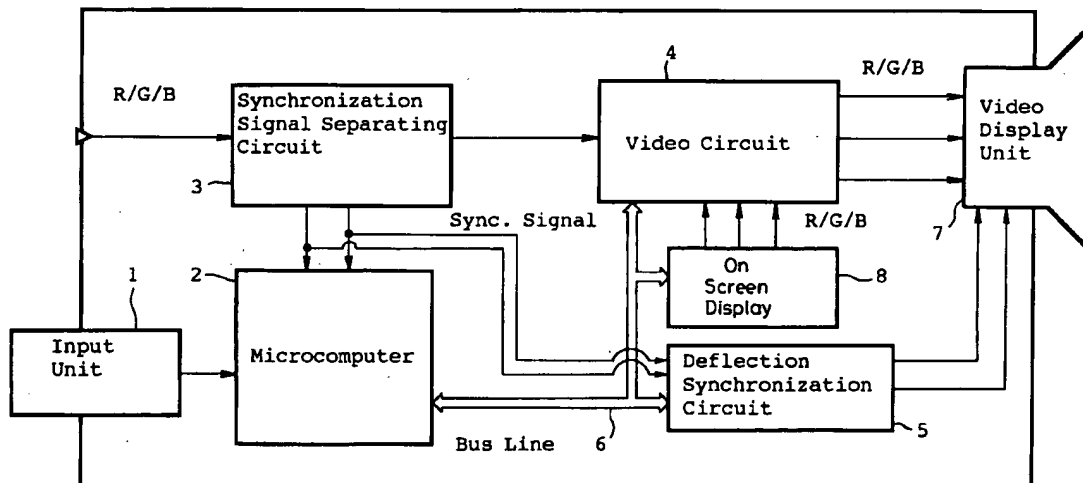 4
R/G/B
R/G/B
Synchronization
Signal Separating
Circuit
3
Video Circuit
Video
Display
Unit
7
Sync. Signal
R/G/B
1
2
On
Screen
Display
8
Input
Unit
Microcomputer
Deflection
Synchronization
Circuit
5
6
Bus Line